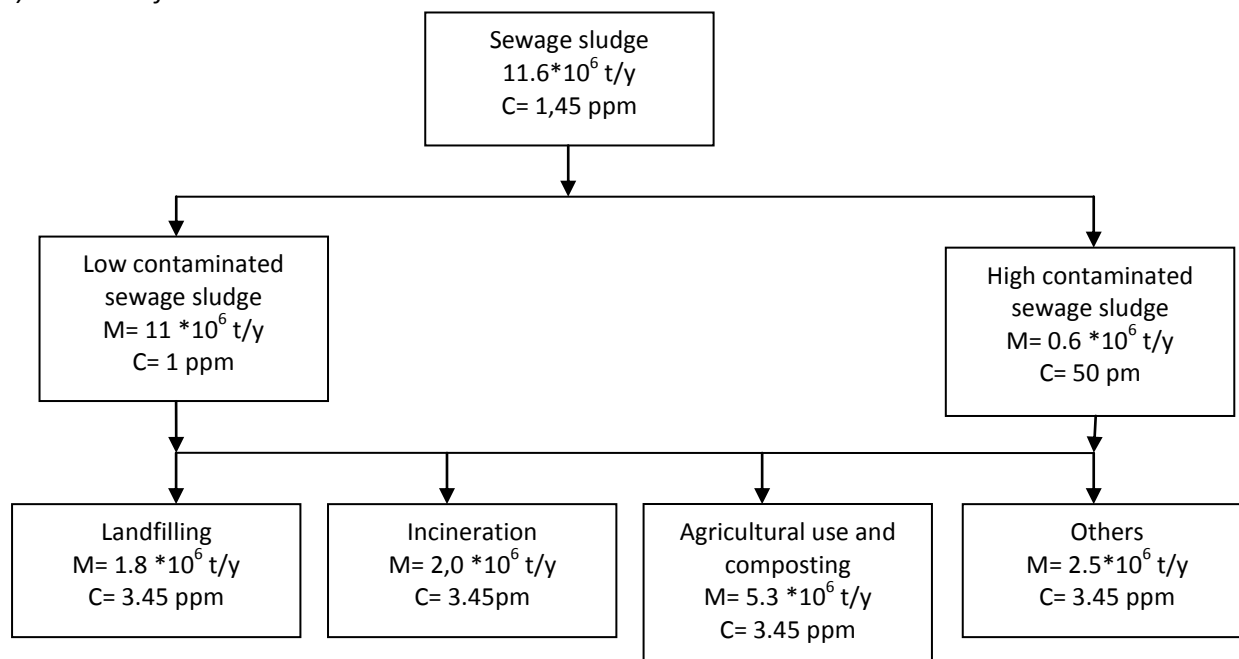 Sewage sludge
11.6*10⁶ t/y
C= 1,45 ppm
Low contaminated
sewage sludge
M= 11 *10⁶ t/y
C= 1 ppm
High contaminated
sewage sludge
M= 0.6 *10⁶ t/y
C= 50 pm
Landfilling
M= 1.8 *10⁶ t/y
C= 3.45 ppm
Incineration
M= 2,0 *10⁶ t/y
C= 3.45pm
Agricultural use and
composting
M= 5.3 *10⁶ t/y
C= 3.45 ppm
Others
M= 2.5*10⁶ t/y
C= 3.45 ppm